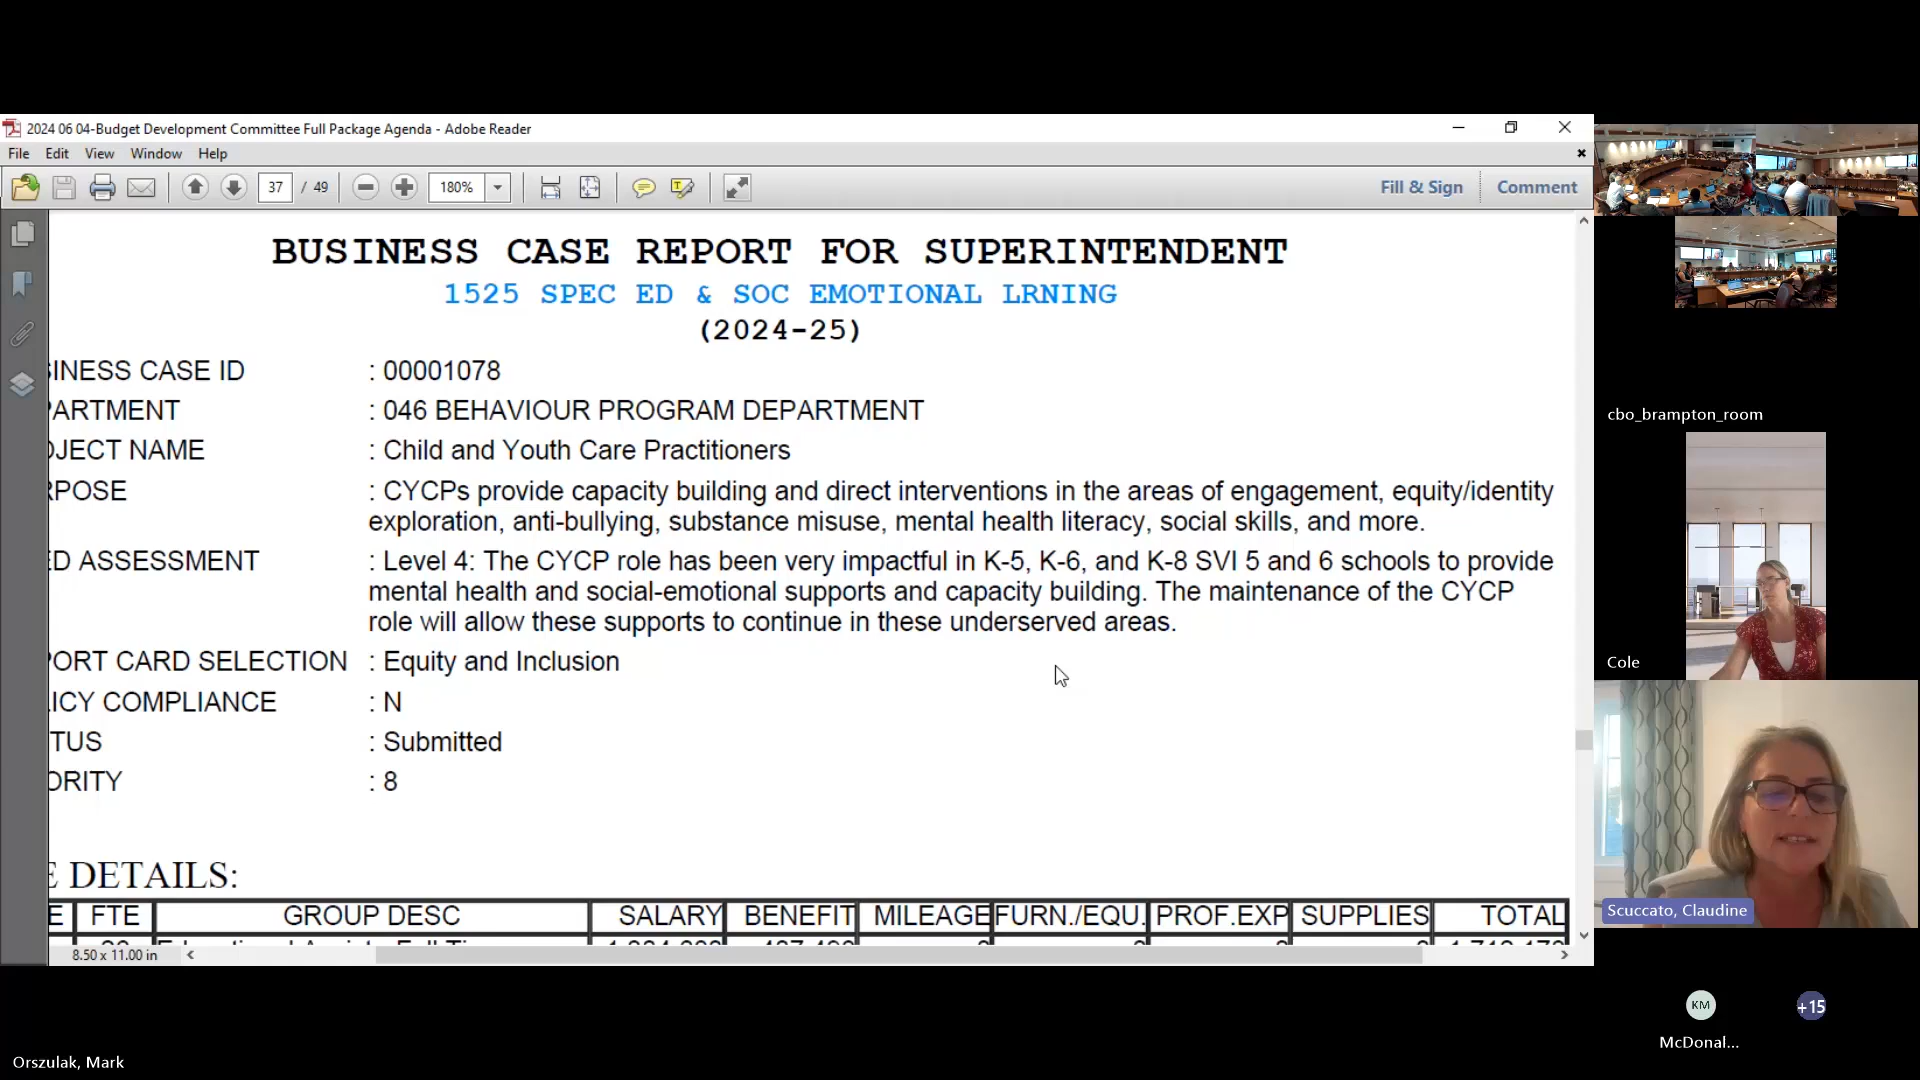 2024 06 04-Budget Development Committee Full Package Agenda - Adobe Reader
File Edit View Window Help
37 / 49 180% Fill & Sign Comment
BUSINESS CASE REPORT FOR SUPERINTENDENT
1525 SPEC ED & SOC EMOTIONAL LRNING
(2024-25)
INESS CASE ID : 00001078
PARTMENT : 046 BEHAVIOUR PROGRAM DEPARTMENT
JECT NAME : Child and Youth Care Practitioners
RPOSE : CYCPs provide capacity building and direct interventions in the areas of engagement, equity/identity
exploration, anti-bullying, substance misuse, mental health literacy, social skills, and more.
ED ASSESSMENT : Level 4: The CYCP role has been very impactful in K-5, K-6, and K-8 SVI 5 and 6 schools to provide
mental health and social-emotional supports and capacity building. The maintenance of the CYCP
role will allow these supports to continue in these underserved areas.
PORT CARD SELECTION : Equity and Inclusion
ICY COMPLIANCE : N
TUS : Submitted
ORITY : 8
E DETAILS:
E FTE GROUP DESC SALARY BENEFIT MILEAGE FURN./EQU. PROF.EXP SUPPLIES TOTAL
8.50 x 11.00 in
cbo_brampton_room
Cole
Scuccato, Claudine
KM
+15
McDonal...
Orszulak, Mark